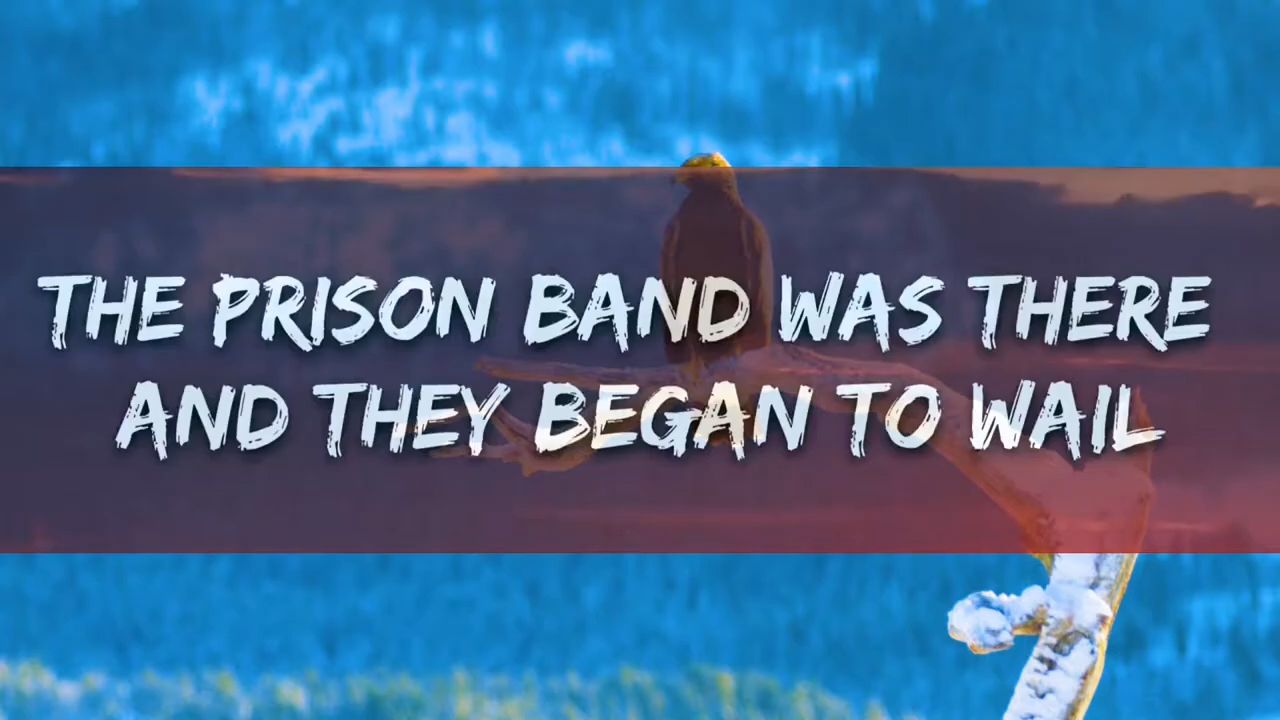 THE PRISON BAND WAS THERE
AND THEY BEGAN TO WAIL